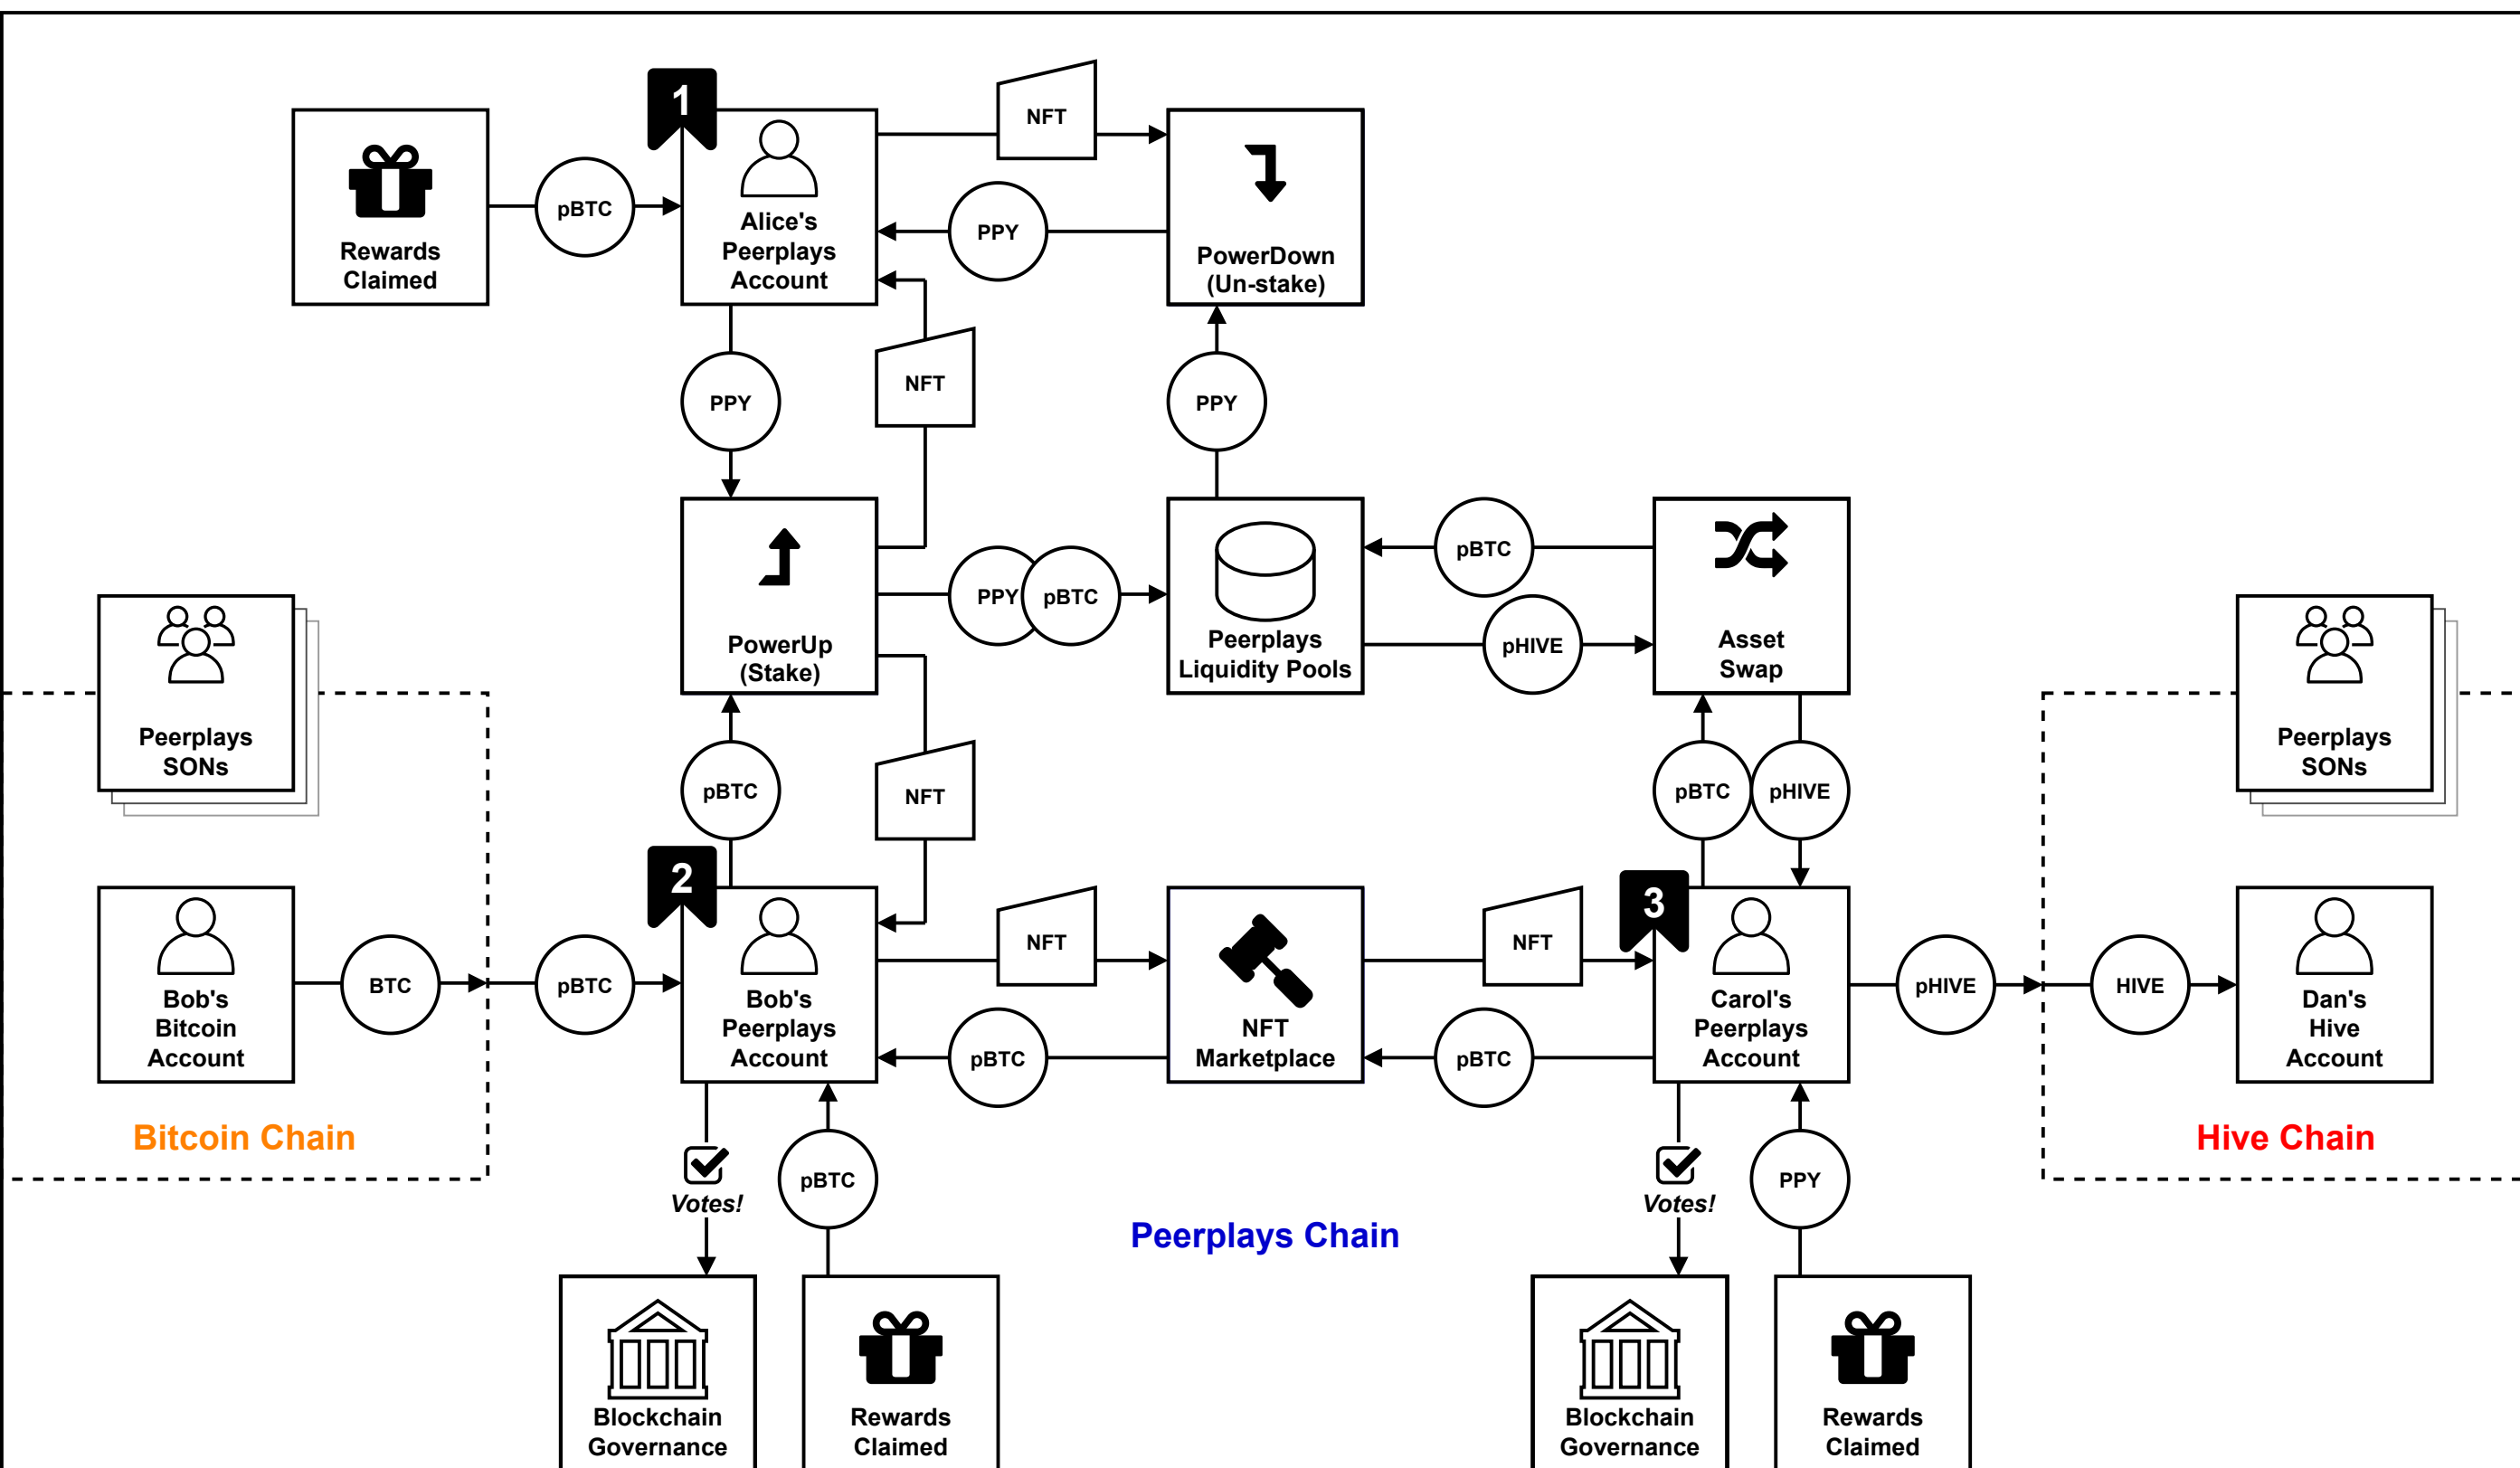 1
NFT
Rewards
Claimed
pBTC
Alice's
Peerplays
Account
PPY
PowerDown
(Un-stake)
PPY
NFT
PPY
PowerUp
(Stake)
PPY
pBTC
Peerplays
Liquidity Pools
pBTC
pHIVE
Asset
Swap
Peerplays
SONs
Peerplays
SONs
pBTC
NFT
pBTC
pHIVE
2
3
Bob's
Bitcoin
Account
BTC
pBTC
Bob's
Peerplays
Account
NFT
pBTC
NFT
Marketplace
NFT
pBTC
Carol's
Peerplays
Account
pHIVE
HIVE
Dan's
Hive
Account
Bitcoin Chain
Hive Chain
Votes!
pBTC
Votes!
PPY
Peerplays Chain
Blockchain
Governance
Rewards
Claimed
Blockchain
Governance
Rewards
Claimed